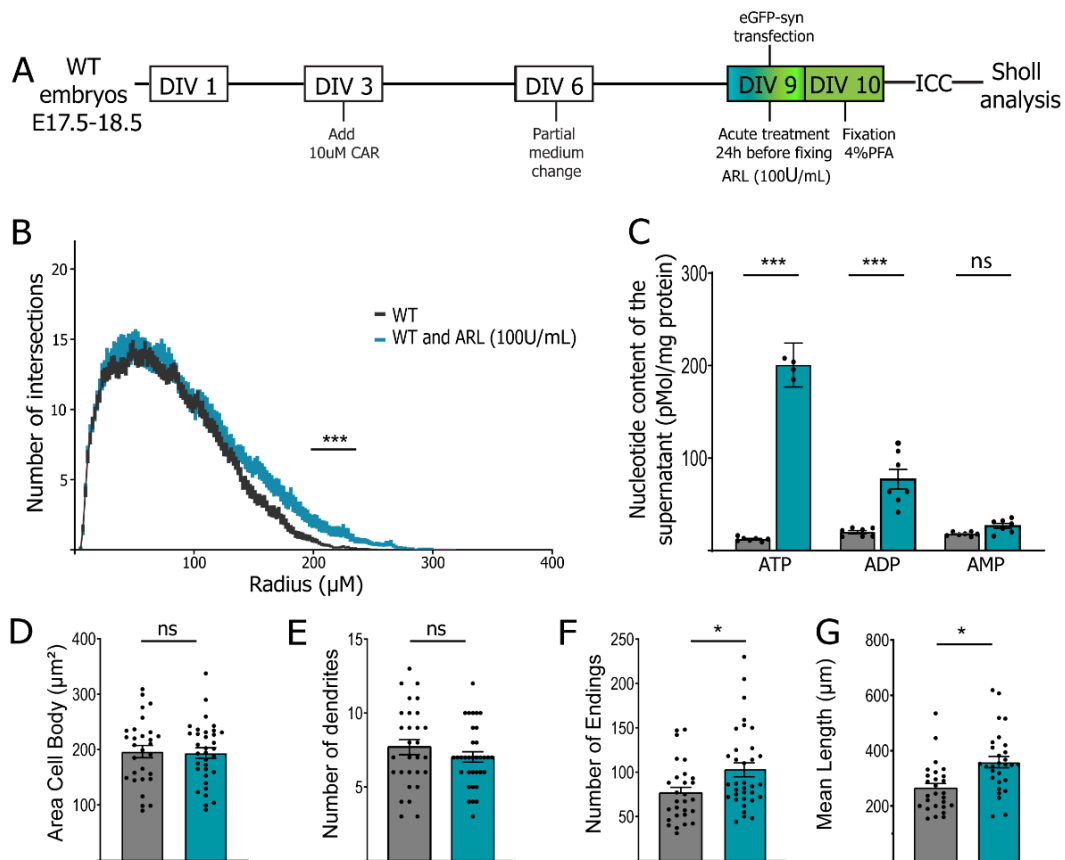 A
WT
embryos
E17.5-18.5
DIV 1
DIV 3
Add
10uM CAR
DIV 6
Partial
medium
change
eGFP-syn
transfection
DIV 9
DIV 10
Acute treatment
24h before fixing
ARL (100U/mL)
Fixation
4%PFA
ICC
Sholl
analysis
B
Number of intersections
20
15
10
5
100
200
300
400
Radius (µM)
WT
WT and ARL (100U/mL)
***
C
Nucleotide content of the
supernatant (pMol/mg protein)
300
200
100
***
***
ns
ATP
ADP
AMP
D
Area Cell Body (µm²)
400
300
200
100
ns
E
Number of dendrites
15
10
5
ns
F
Number of Endings
250
200
150
100
50
*
G
Mean Length (µm)
800
600
400
200
*